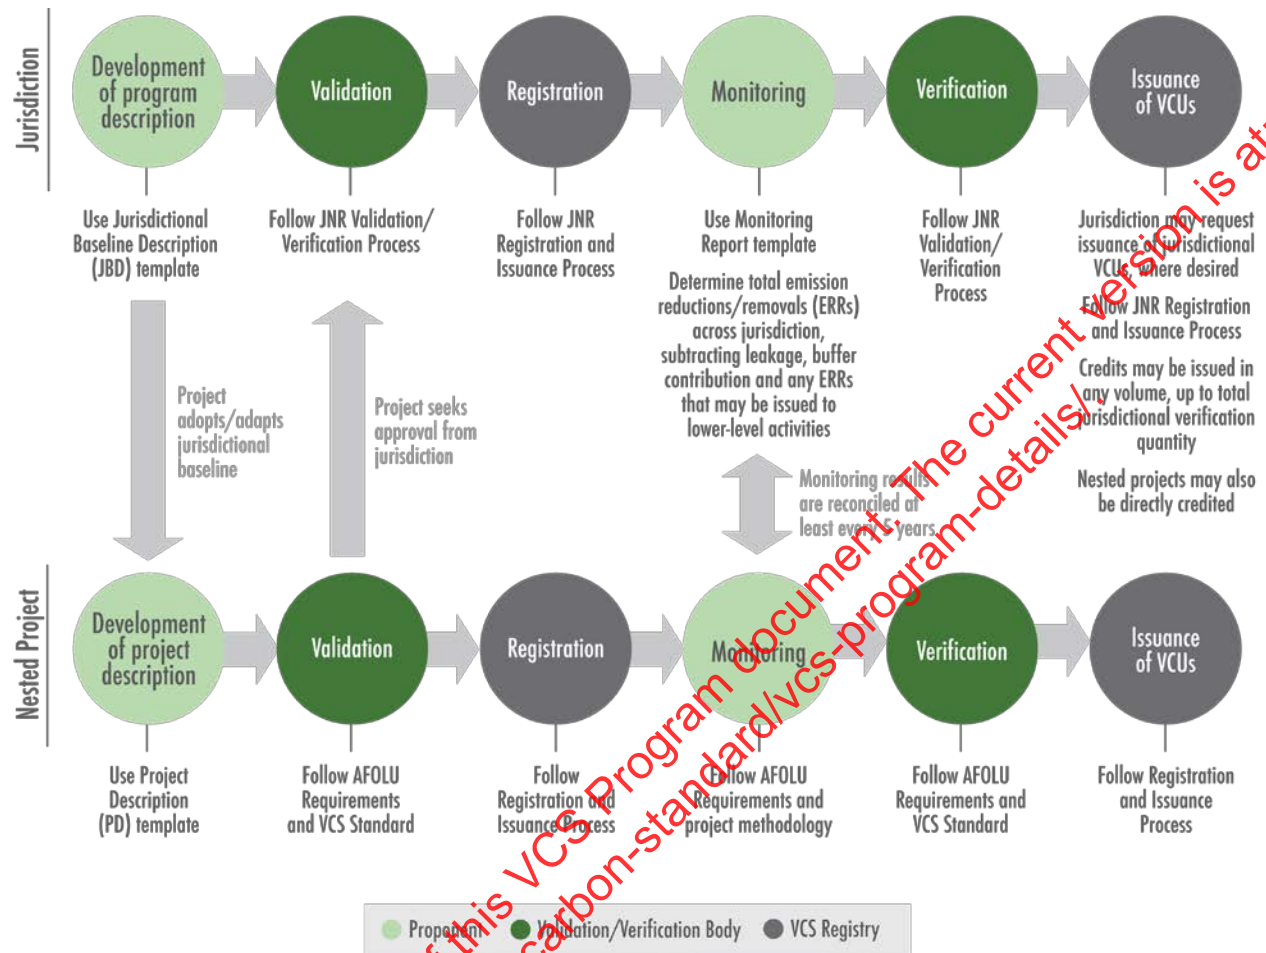 Jurisdiction
Development
of program
description
Validation
Registration
Monitoring
Verification
Issuance
of VCUs
Use Jurisdictional
Baseline Description
(JBD) template
Follow JNR Validation/
Verification Process
Follow JNR
Registration and
Issuance Process
Use Monitoring
Report template
Determine total emission
reductions/removals (ERRs)
across jurisdiction,
subtracting leakage, buffer
contribution and any ERRs
that may be issued to
lower-level activities
Follow JNR
Validation/
Verification
Process
Jurisdiction may request
issuance of jurisdictional
VCUs, where desired
Follow JNR Registration
and Issuance Process
Credits may be issued in
any volume, up to total
jurisdictional verification
quantity
Nested projects may also
be directly credited
Project
adopts/adapts
jurisdictional
baseline
Project seeks
approval from
jurisdiction
Monitoring results
are reconciled at
least every 5 years
Nested Project
Development
of project
description
Validation
Registration
Monitoring
Verification
Issuance
of VCUs
Use Project
Description
(PD) template
Follow AFOLU
Requirements
and VCS Standard
Follow
Registration and
Issuance Process
Follow AFOLU
Requirements and
project methodology
Follow AFOLU
Requirements and
VCS Standard
Follow Registration
and Issuance
Process
Proponent
Validation/Verification Body
VCS Registry
f this VCS Program document. The current version is at
carbon-standard/vcs-program-details/.